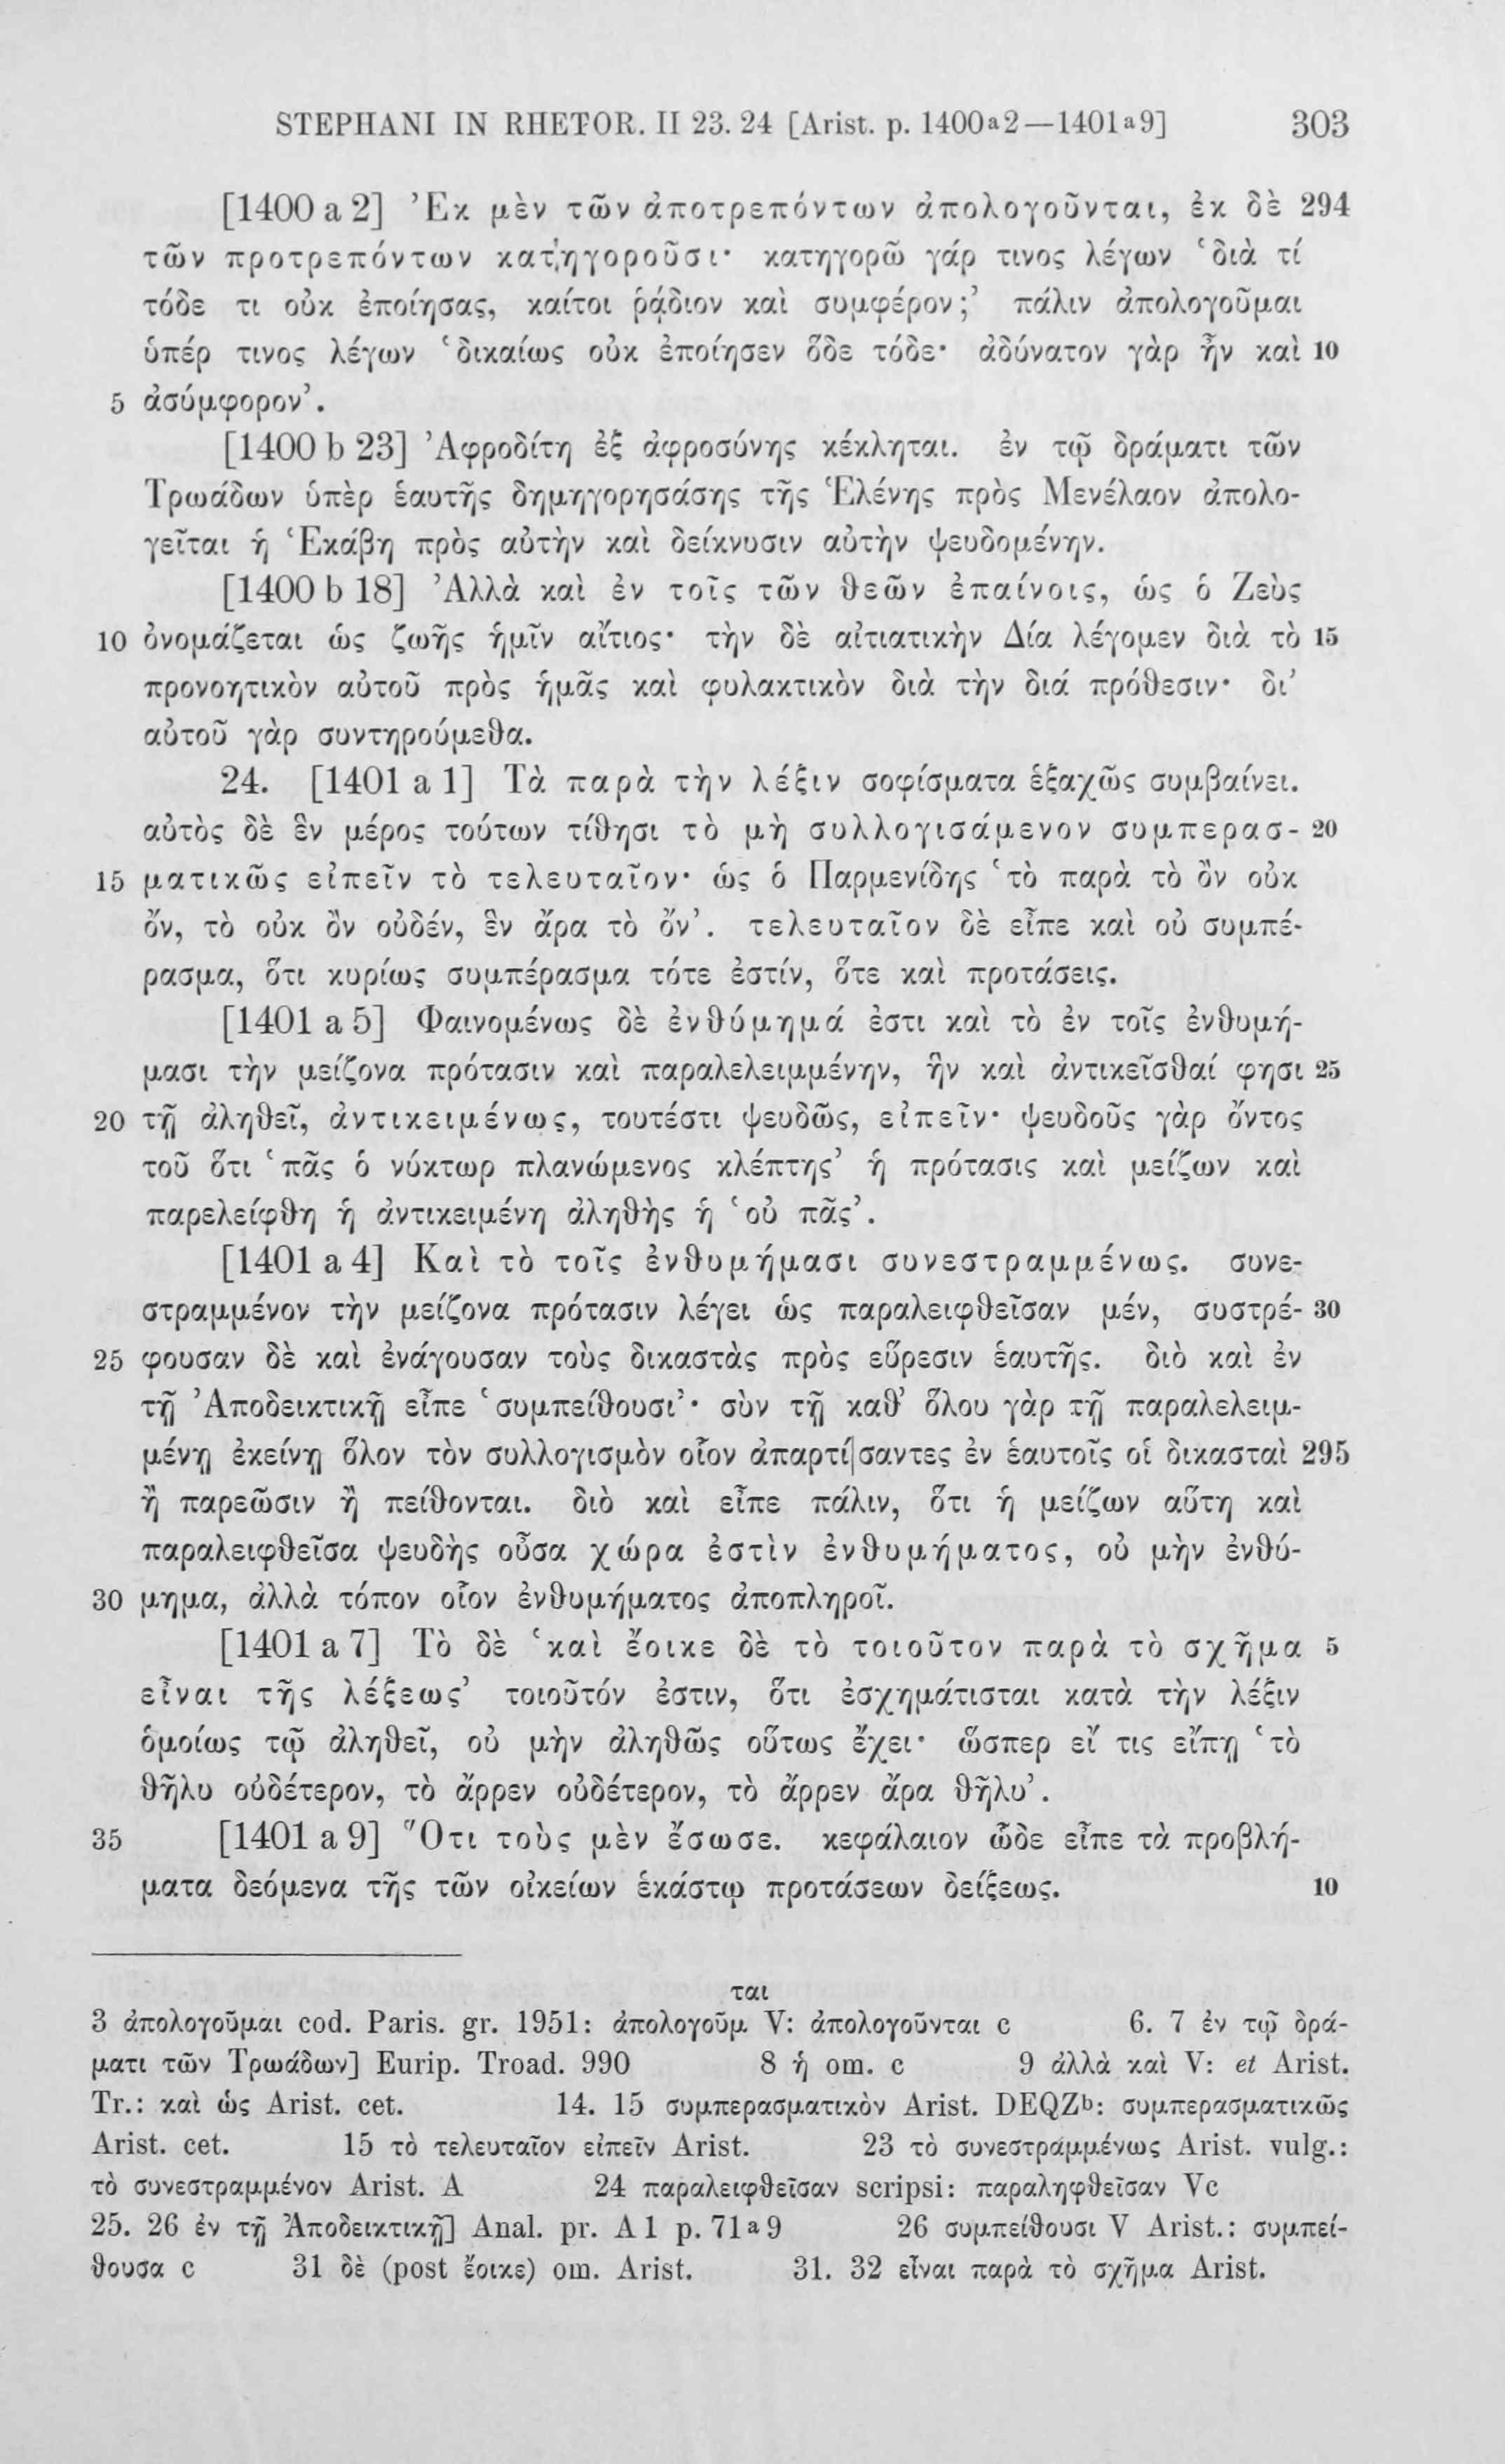 STEPHANI IN RHETOR. II 23. 24 [Arist. p. 1400a2—1401a9] 303
[1400 a 2] Ἐκ μὲν τῶν ἀποτρεπόντων ἀπολογοῦνται, ἐκ δὲ 294
τῶν προτρεπόντων κατηγοροῦσι· κατηγορῶ γάρ τινος λέγων ‘διὰ τί
τόδε τι οὐκ ἐποίησας, καίτοι ῥᾴδιον καὶ συμφέρον;’ πάλιν ἀπολογοῦμαι
ὑπέρ τινος λέγων ‘δικαίως οὐκ ἐποίησεν ὅδε τόδε· ἀδύνατον γὰρ ἦν καὶ 10
5 ἀσύμφορον’.
[1400 b 23] Ἀφροδίτη ἐξ ἀφροσύνης κέκληται. ἐν τῷ δράματι τῶν
Τρωάδων ὑπὲρ ἑαυτῆς δημηγορησάσης τῆς Ἑλένης πρὸς Μενέλαον ἀπολο-
γεῖται ἡ Ἑκάβη πρὸς αὐτὴν καὶ δείκνυσιν αὐτὴν ψευδομένην.
[1400 b 18] Ἀλλὰ καὶ ἐν τοῖς τῶν θεῶν ἐπαίνοις, ὡς ὁ Ζεὺς
10 ὀνομάζεται ὡς ζωῆς ἡμῖν αἴτιος· τὴν δὲ αἰτιατικὴν Δία λέγομεν διὰ τὸ 15
προνοητικὸν αὐτοῦ πρὸς ἡμᾶς καὶ φυλακτικὸν διὰ τὴν διά πρόθεσιν· δι’
αὐτοῦ γὰρ συντηρούμεθα.
24. [1401 a 1] Τὰ παρὰ τὴν λέξιν σοφίσματα ἑξαχῶς συμβαίνει.
αὐτὸς δὲ ἓν μέρος τούτων τίθησι τὸ μὴ συλλογισάμενον συμπερασ- 20
15 ματικῶς εἰπεῖν τὸ τελευταῖον· ὡς ὁ Παρμενίδης ‘τὸ παρὰ τὸ ὂν οὐκ
ὄν, τὸ οὐκ ὂν οὐδέν, ἓν ἄρα τὸ ὄν’. τελευταῖον δὲ εἶπε καὶ οὐ συμπέ-
ρασμα, ὅτι κυρίως συμπέρασμα τότε ἐστίν, ὅτε καὶ προτάσεις.
[1401 a 5] Φαινομένως δὲ ἐνθύμημά ἐστι καὶ τὸ ἐν τοῖς ἐνθυμή-
μασι τὴν μείζονα πρότασιν καὶ παραλελειμμένην, ἣν καὶ ἀντικεῖσθαί φησι 25
20 τῇ ἀληθεῖ, ἀντικειμένως, τουτέστι ψευδῶς, εἰπεῖν· ψευδοῦς γὰρ ὄντος
τοῦ ὅτι ‘πᾶς ὁ νύκτωρ πλανώμενος κλέπτης’ ἡ πρότασις καὶ μείζων καὶ
παρελείφθη ἡ ἀντικειμένη ἀληθὴς ἡ ‘οὐ πᾶς’.
[1401 a 4] Καὶ τὸ τοῖς ἐνθυμήμασι συνεστραμμένως. συνε-
στραμμένον τὴν μείζονα πρότασιν λέγει ὡς παραλειφθεῖσαν μέν, συστρέ- 30
25 φουσαν δὲ καὶ ἐνάγουσαν τοὺς δικαστὰς πρὸς εὕρεσιν ἑαυτῆς. διὸ καὶ ἐν
τῇ Ἀποδεικτικῇ εἶπε ‘συμπείθουσι’· σὺν τῇ καθ’ ὅλου γὰρ τῇ παραλελειμ-
μένῃ ἐκείνῃ ὅλον τὸν συλλογισμὸν οἷον ἀπαρτί|σαντες ἐν ἑαυτοῖς οἱ δικασταὶ 295
ἢ παρεῶσιν ἢ πείθονται. διὸ καὶ εἶπε πάλιν, ὅτι ἡ μείζων αὕτη καὶ
παραλειφθεῖσα ψευδὴς οὖσα χώρα ἐστὶν ἐνθυμήματος, οὐ μὴν ἐνθύ-
30 μημα, ἀλλὰ τόπον οἷον ἐνθυμήματος ἀποπληροῖ.
[1401 a 7] Τὸ δὲ ‘καὶ ἔοικε δὲ τὸ τοιοῦτον παρὰ τὸ σχῆμα 5
εἶναι τῆς λέξεως’ τοιοῦτόν ἐστιν, ὅτι ἐσχημάτισται κατὰ τὴν λέξιν
ὁμοίως τῷ ἀληθεῖ, οὐ μὴν ἀληθῶς οὕτως ἔχει· ὥσπερ εἴ τις εἴπῃ ‘τὸ
θῆλυ οὐδέτερον, τὸ ἄρρεν οὐδέτερον, τὸ ἄρρεν ἄρα θῆλυ’.
35 [1401 a 9] Ὅτι τοὺς μὲν ἔσωσε. κεφάλαιον ὧδε εἶπε τὰ προβλή-
ματα δεόμενα τῆς τῶν οἰκείων ἑκάστῳ προτάσεων δείξεως. 10
ται
3 ἀπολογοῦμαι cod. Paris. gr. 1951: ἀπολογοῦμ V: ἀπολογοῦνται c 6. 7 ἐν τῷ δρά-
ματι τῶν Τρωάδων] Eurip. Troad. 990 8 ἡ om. c 9 ἀλλὰ καὶ V: et Arist.
Tr.: καὶ ὡς Arist. cet. 14. 15 συμπερασματικὸν Arist. DEQZb: συμπερασματικῶς
Arist. cet. 15 τὸ τελευταῖον εἰπεῖν Arist. 23 τὸ συνεστραμμένως Arist. vulg.:
τὸ συνεστραμμένον Arist. A 24 παραλειφθεῖσαν scripsi: παραληφθεῖσαν Vc
25. 26 ἐν τῇ Ἀποδεικτικῇ] Anal. pr. A 1 p. 71a9 26 συμπείθουσι V Arist.: συμπεί-
θουσα c 31 δὲ (post ἔοικε) om. Arist. 31. 32 εἶναι παρὰ τὸ σχῆμα Arist.